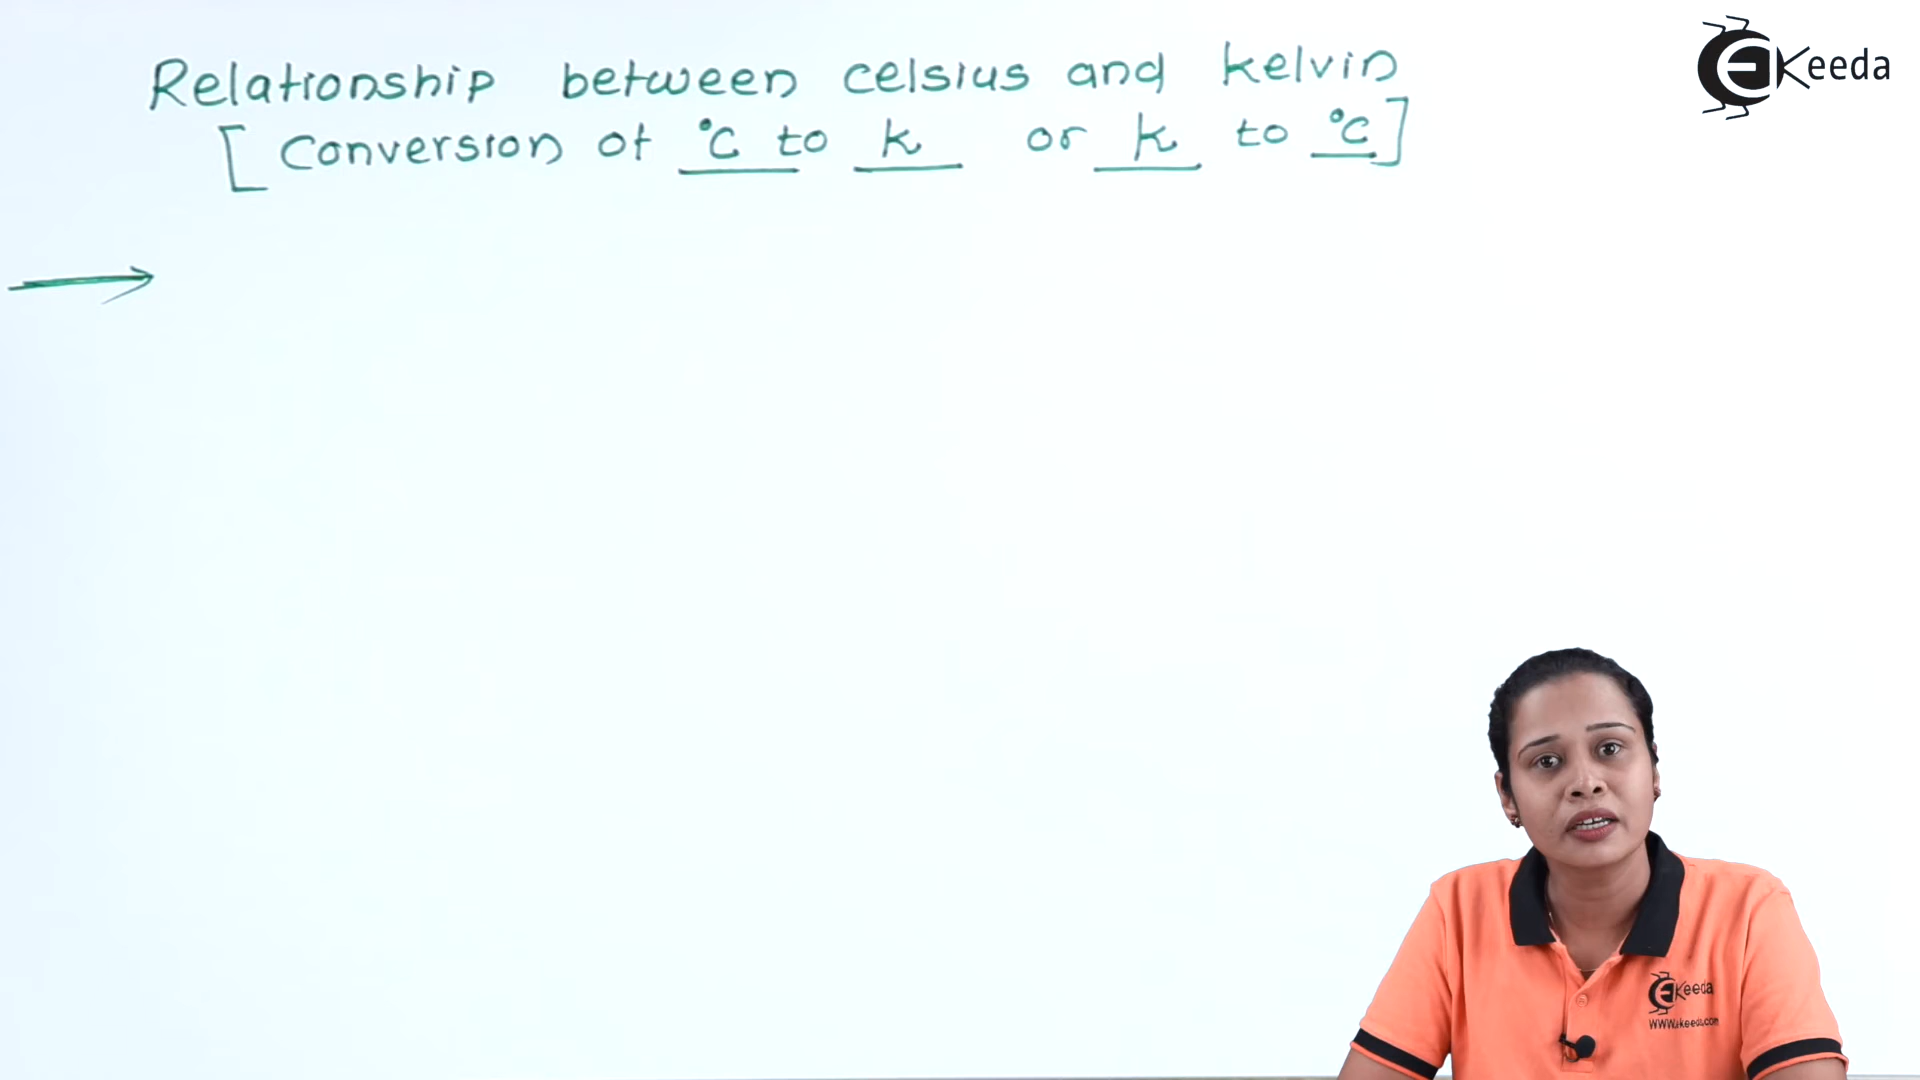 Relationship between celsius and kelvin
[Conversion of °C to k or k to °C]
Ekeeda
Ekeeda
www.ekeeda.com